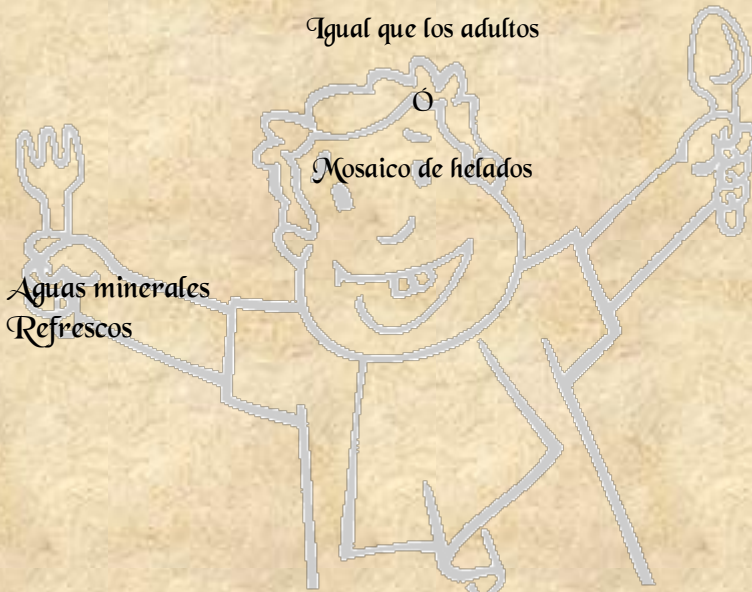 Igual que los adultos
Ó
Mosaico de helados
Aguas minerales
Refrescos